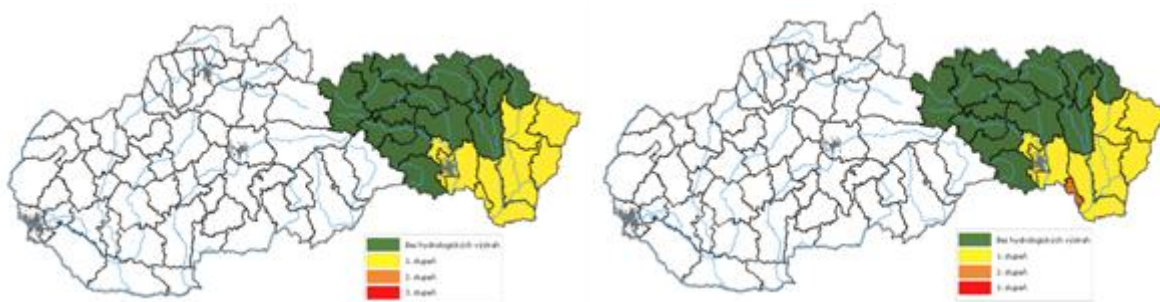 Bez hydrologických výstrah
1. stupeň
2. stupeň
3. stupeň
Bez hydrologických výstrah
1. stupeň
2. stupeň
3. stupeň